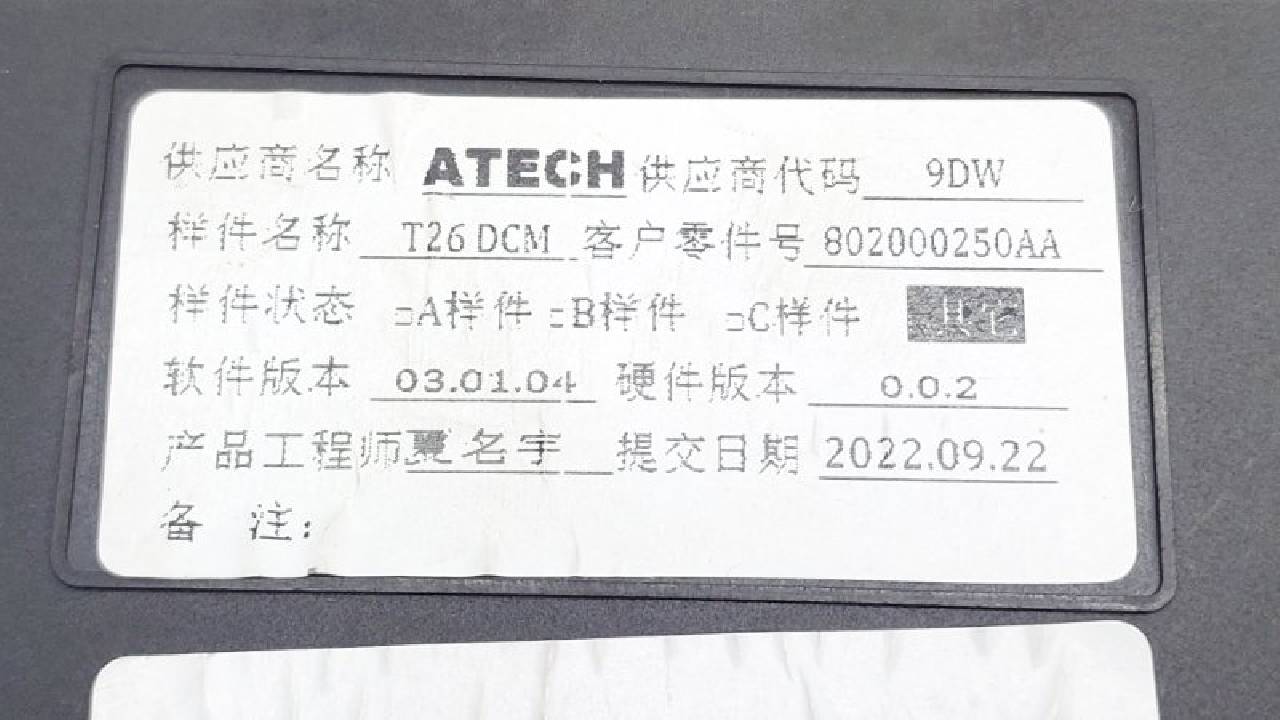 供应商名称 ATECH 供应商代码 9DW
样件名称 T26 DCM 客户零件号 802000250AA
样件状态 □A样件 □B样件 □C样件 其它
软件版本 03.01.04 硬件版本 0.0.2
产品工程师 夏名宇 提交日期 2022.09.22
备 注: